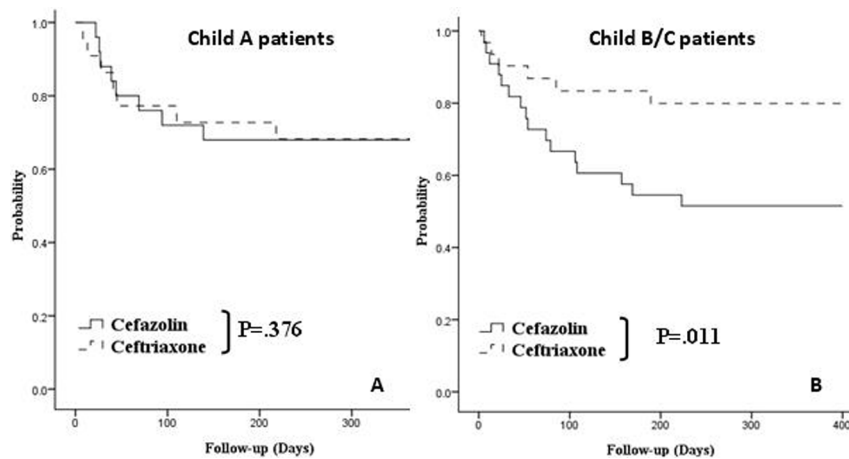 Child A patients
1.0
0.8
0.6
0.4
0.2
0.0
Probability
Cefazolin
Ceftriaxone
P=.376
A
0
100
200
300
Follow-up (Days)
Child B/C patients
1.0
0.8
0.6
0.4
0.2
0.0
Probability
Cefazolin
Ceftriaxone
P=.011
B
0
100
200
300
400
Follow-up (Days)